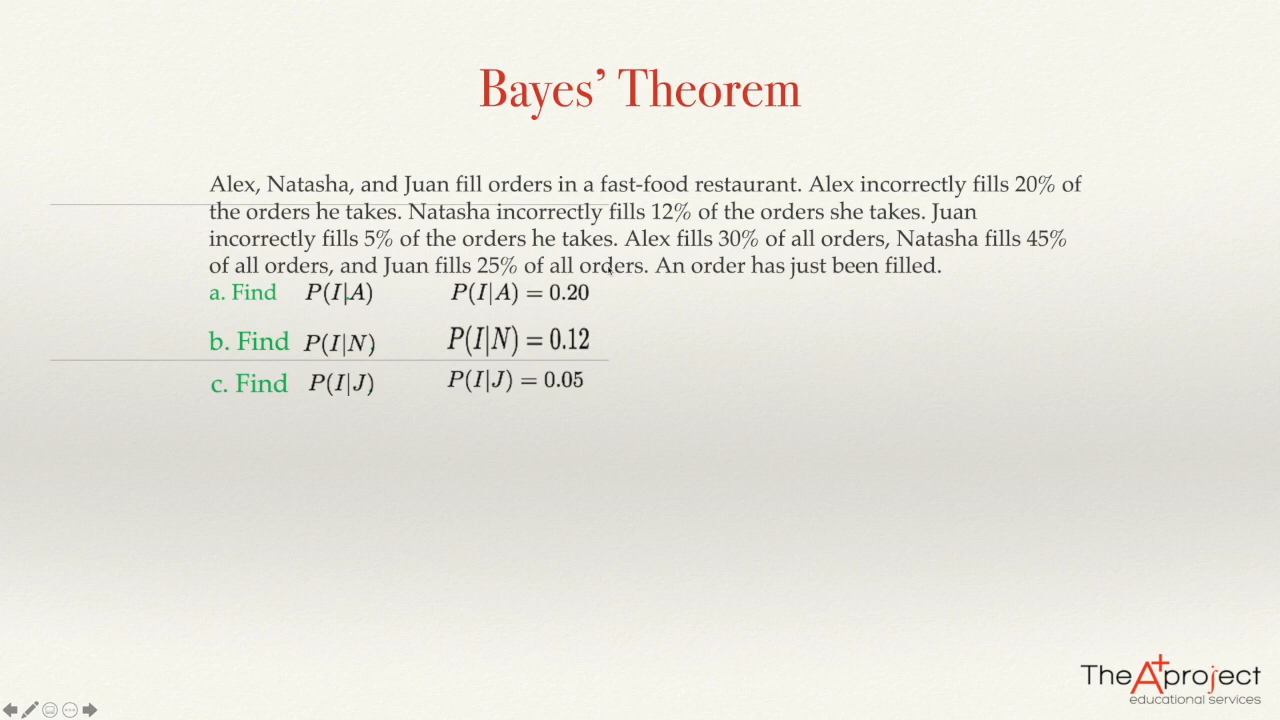 Bayes’ Theorem
Alex, Natasha, and Juan fill orders in a fast-food restaurant. Alex incorrectly fills 20% of
the orders he takes. Natasha incorrectly fills 12% of the orders she takes. Juan
incorrectly fills 5% of the orders he takes. Alex fills 30% of all orders, Natasha fills 45%
of all orders, and Juan fills 25% of all orders. An order has just been filled.
a. Find P(I|A) P(I|A) = 0.20
b. Find P(I|N) P(I|N) = 0.12
c. Find P(I|J) P(I|J) = 0.05
The A+ project
educational services